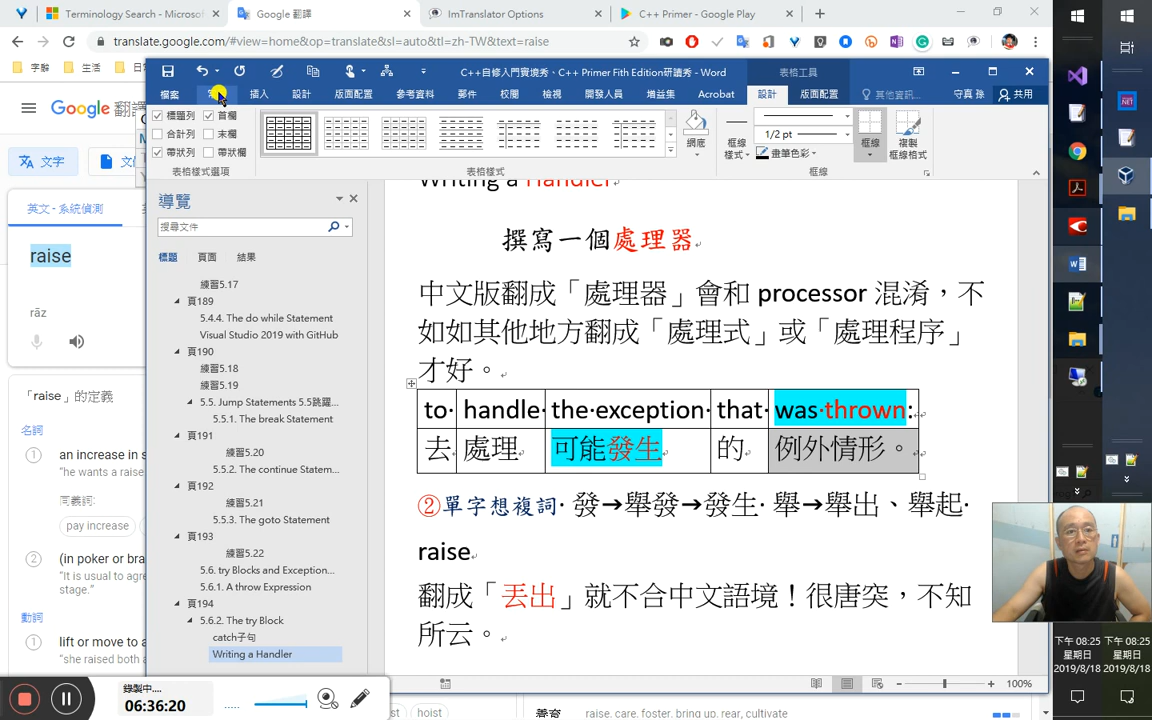 Terminology Search - Microsof
Google 翻譯
ImTranslator Options
C++ Primer - Google Play
translate.google.com/#view=home&op=translate&sl=auto&tl=zh-TW&text=raise
字辭
生活
C++自修入門實境秀、C++ Primer Fith Edition研讀秀 - Word
表格工具
檔案
插入
設計
版面配置
參考資料
郵件
校閱
檢視
開發人員
增益集
Acrobat
設計
版面配置
其他資訊...
守真 孫
共用
標題列
首欄
合計列
末欄
帶狀列
帶狀欄
表格樣式選項
表格樣式
網底
框線
樣式
1/2 pt
畫筆色彩
框線
複製
框線格式
框線
Google 翻譯
文字
英文 - 系統偵測
raise
rāz
「raise」的定義
名詞
1
an increase in s
"he wants a raise
同義詞:
pay increase
2
(in poker or bra
"It is usual to agre
stage."
動詞
1
lift or move to a
"she raised both a
導覽
搜尋文件
標題
頁面
結果
練習5.17
頁189
5.4.4. The do while Statement
Visual Studio 2019 with GitHub
頁190
練習5.18
練習5.19
5.5. Jump Statements 5.5跳躍...
5.5.1. The break Statement
頁191
練習5.20
5.5.2. The continue Statem...
頁192
練習5.21
5.5.3. The goto Statement
頁193
練習5.22
5.6. try Blocks and Exception...
5.6.1. A throw Expression
頁194
5.6.2. The try Block
catch子句
Writing a Handler
Writing a Handler
撰寫一個處理器
中文版翻成「處理器」會和 processor 混淆，不
如如其他地方翻成「處理式」或「處理程序」
才好。
to handle the exception that was thrown:
去 處理 可能發生 的 例外情形。
②單字想複詞 發→舉發→發生 舉→舉出、舉起
raise
翻成「丟出」就不合中文語境！很唐突，不知
所云。
100%
錄製中....
06:36:20
hoist
養育
raise, care, foster, bring up, rear, cultivate
下午 08:25
星期日
2019/8/18
下午 08:25
星期日
2019/8/18